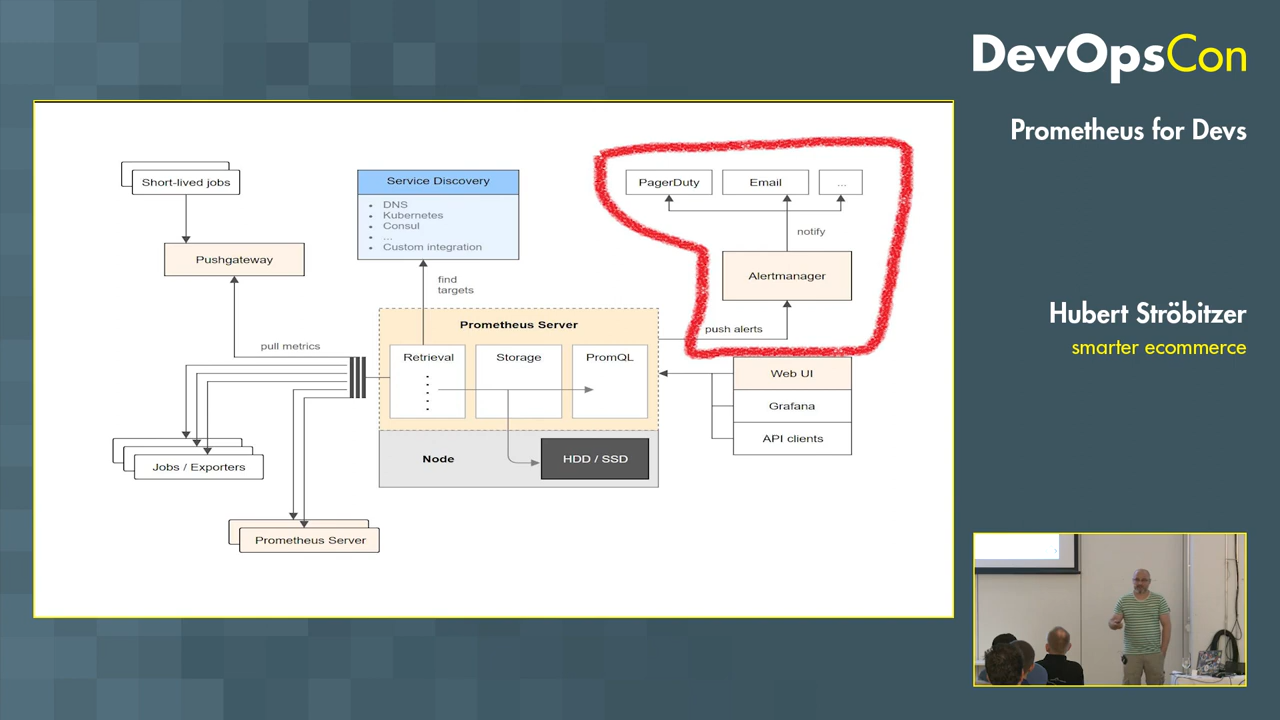 DevOpsCon
Prometheus for Devs
Hubert Ströbitzer
smarter ecommerce
Short-lived jobs
Pushgateway
pull metrics
Jobs / Exporters
Prometheus Server
Service Discovery
• DNS
• Kubernetes
• Consul
• ...
• Custom integration
find
targets
Prometheus Server
Retrieval
Storage
PromQL
Node
HDD / SSD
PagerDuty
Email
...
notify
Alertmanager
push alerts
Web UI
Grafana
API clients